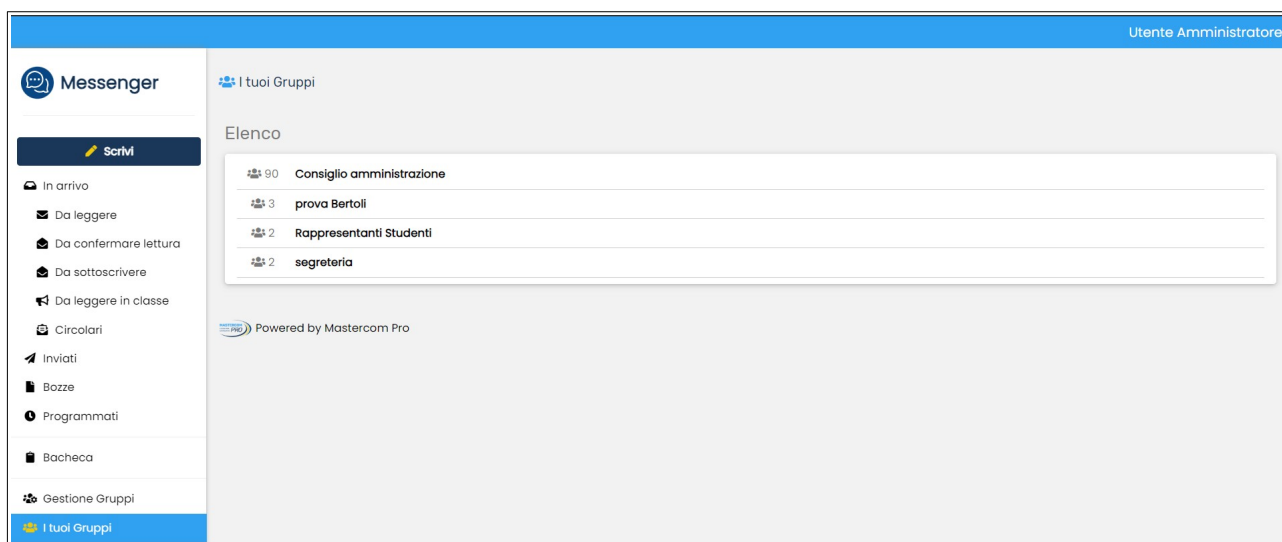 Utente Amministratore
Messenger
Scrivi
In arrivo
Da leggere
Da confermare lettura
Da sottoscrivere
Da leggere in classe
Circolari
Inviati
Bozze
Programmati
Bacheca
Gestione Gruppi
I tuoi Gruppi
I tuoi Gruppi
Elenco
90 Consiglio amministrazione
3 prova Bertoli
2 Rappresentanti Studenti
2 segreteria
Powered by Mastercom Pro